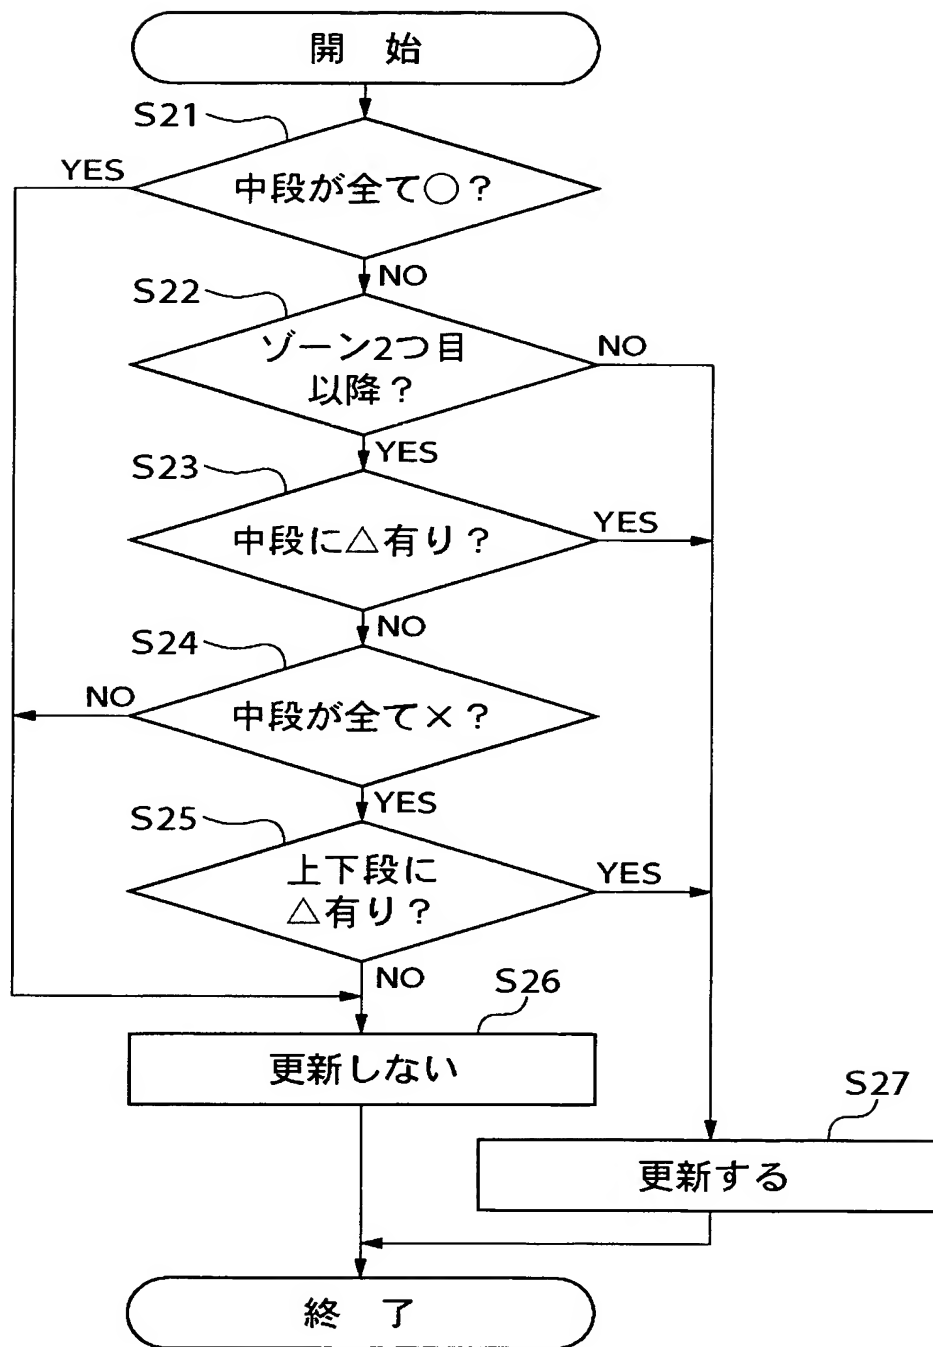 開 始
S21
YES
中段が全て○？
NO
S22
ゾーン2つ目
以降？
NO
YES
S23
中段に△有り？
YES
NO
S24
NO
中段が全て×？
YES
S25
上下段に
△有り？
YES
NO
S26
更新しない
S27
更新する
終 了